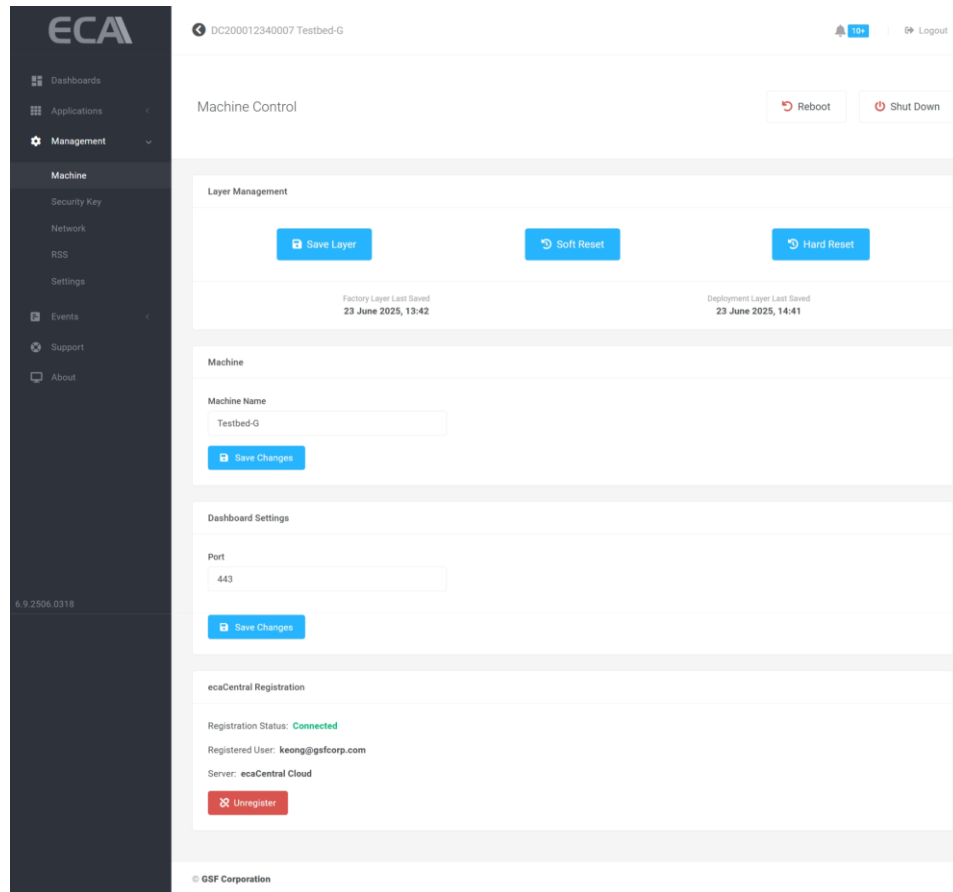 ECA
DC200012340007 Testbed-G
10+
Logout
Dashboards
Applications
Management
Machine
Security Key
Network
RSS
Settings
Events
Support
About
6.9.2506.0318
Machine Control
Reboot
Shut Down
Layer Management
Save Layer
Soft Reset
Hard Reset
Factory Layer Last Saved
23 June 2025, 13:42
Deployment Layer Last Saved
23 June 2025, 14:41
Machine
Machine Name
Testbed-G
Save Changes
Dashboard Settings
Port
443
Save Changes
ecaCentral Registration
Registration Status: Connected
Registered User: keong@gsfcorp.com
Server: ecaCentral Cloud
Unregister
© GSF Corporation